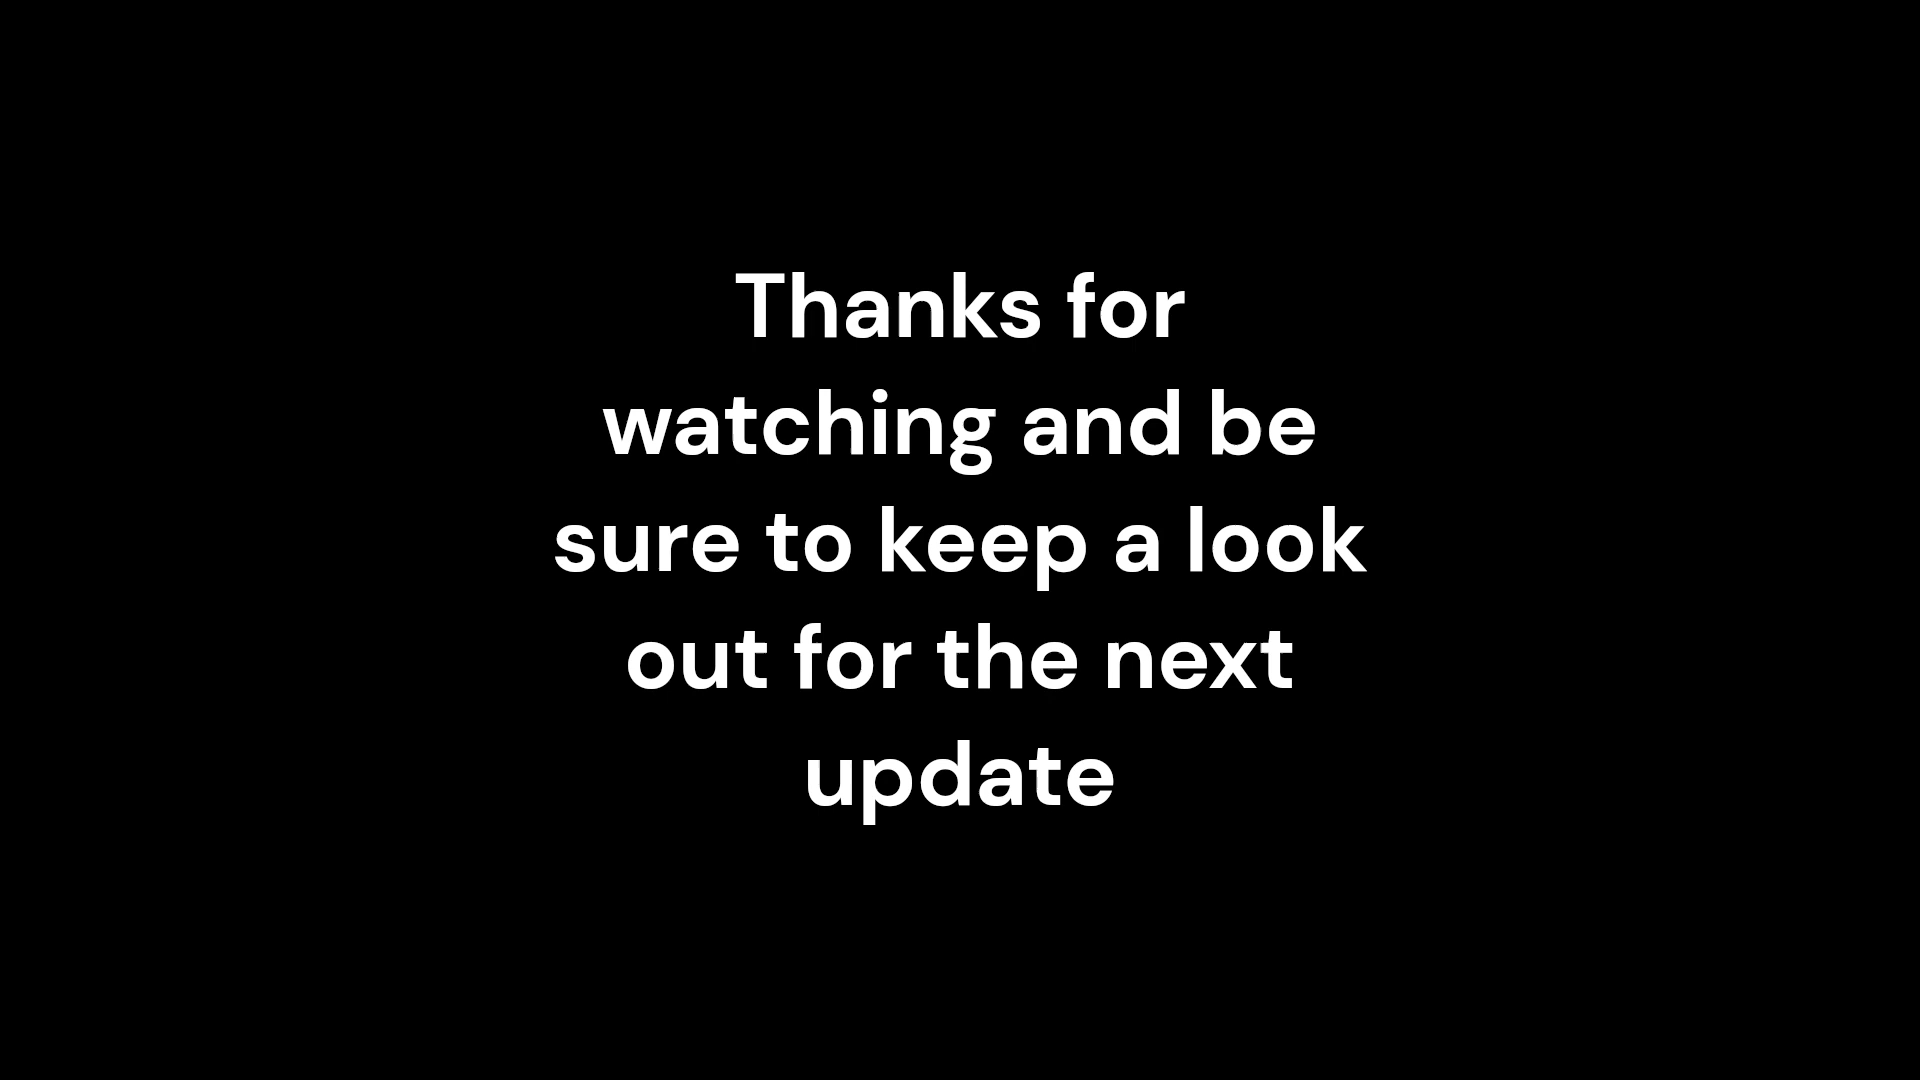 Thanks for
watching and be
sure to keep a look
out for the next
update